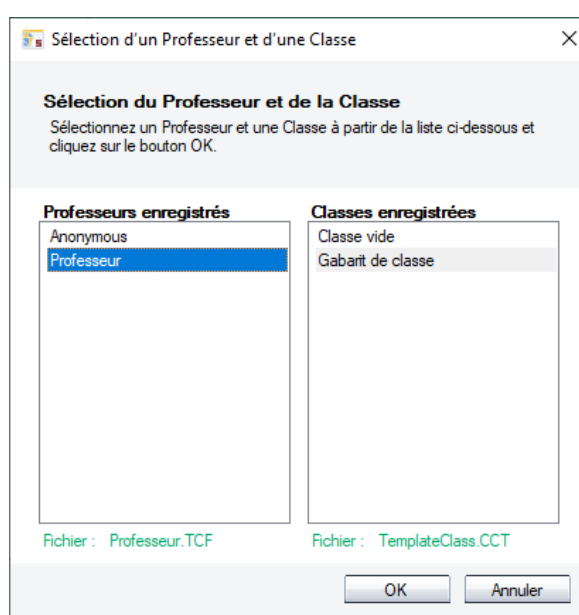 Sélection d'un Professeur et d'une Classe
Sélection du Professeur et de la Classe
Sélectionnez un Professeur et une Classe à partir de la liste ci-dessous et
cliquez sur le bouton OK.
Professeurs enregistrés
Anonymous
Professeur
Fichier : Professeur.TCF
Classes enregistrées
Classe vide
Gabarit de classe
Fichier : TemplateClass.CCT
OK
Annuler